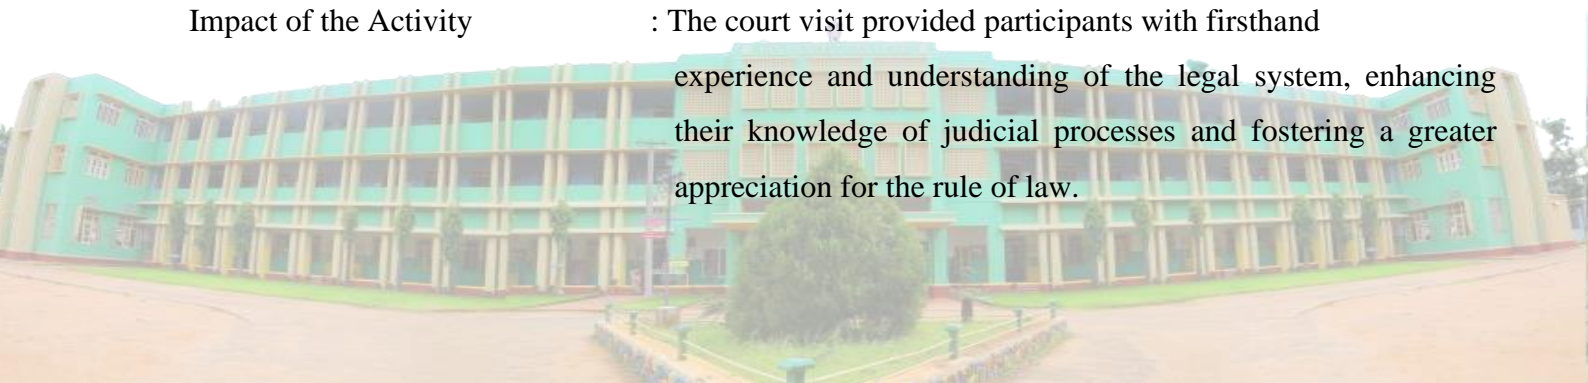 Impact of the Activity : The court visit provided participants with firsthand
experience and understanding of the legal system, enhancing
their knowledge of judicial processes and fostering a greater
appreciation for the rule of law.